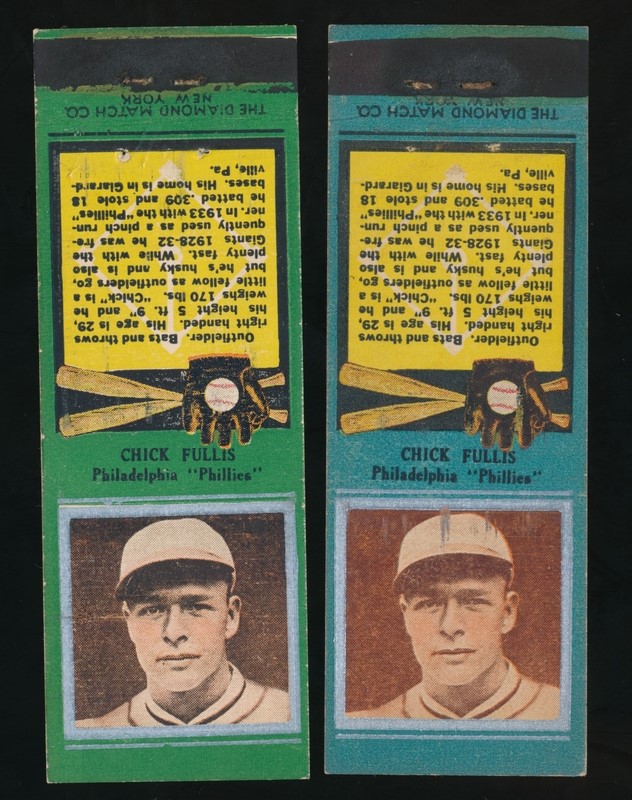 THE DIAMOND MATCH CO.
NEW YORK
Outfielder. Bats and throws
right handed. His age is 29,
his height 5 ft. 9" and he
weighs 170 lbs. "Chick" is a
little fellow as outfielders go,
but he's husky and is also
plenty fast. While with the
Giants 1928-32 he was fre-
quently used as a pinch run-
ner. In 1933 with the "Phillies"
he batted .309 and stole 18
bases. His home is in Giarard-
ville, Pa.
CHICK FULLIS
Philadelphia "Phillies"
THE DIAMOND MATCH CO.
NEW YORK
Outfielder. Bats and throws
right handed. His age is 29,
his height 5 ft. 9" and he
weighs 170 lbs. "Chick" is a
little fellow as outfielders go,
but he's husky and is also
plenty fast. While with the
Giants 1928-32 he was fre-
quently used as a pinch run-
ner. In 1933 with the "Phillies"
he batted .309 and stole 18
bases. His home is in Giarard-
ville, Pa.
CHICK FULLIS
Philadelphia "Phillies"